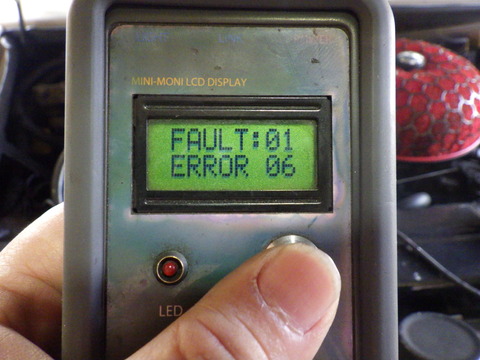 MINI-MONI LCD DISPLAY
FAULT:01
ERROR 06
LED